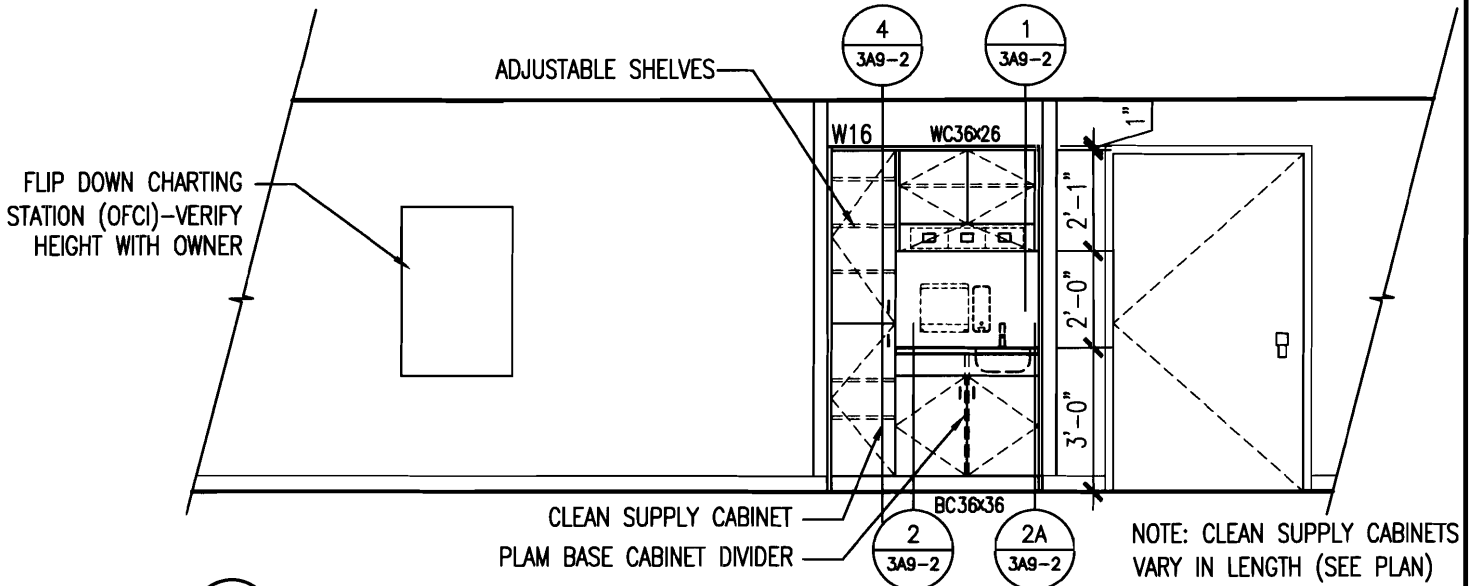 4
3A9-2
1
3A9-2
ADJUSTABLE SHELVES
W16
WC36x26
1"
FLIP DOWN CHARTING
STATION (OFCI)-VERIFY
HEIGHT WITH OWNER
2'-1"
2'-0"
3'-0"
BC36x36
CLEAN SUPPLY CABINET
PLAM BASE CABINET DIVIDER
2
3A9-2
2A
3A9-2
NOTE: CLEAN SUPPLY CABINETS
VARY IN LENGTH (SEE PLAN)